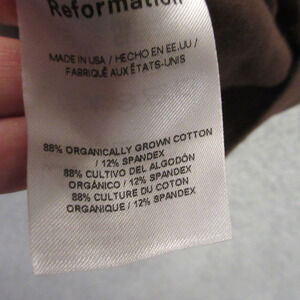 Reformation
MADE IN USA / HECHO EN EE.UU /
FABRIQUÉ AUX ÉTATS-UNIS
88% ORGANICALLY GROWN COTTON
/ 12% SPANDEX
88% CULTIVO DEL ALGODÓN
ORGÁNICO / 12% SPANDEX
88% CULTURE DU COTON
ORGANIQUE / 12% SPANDEX